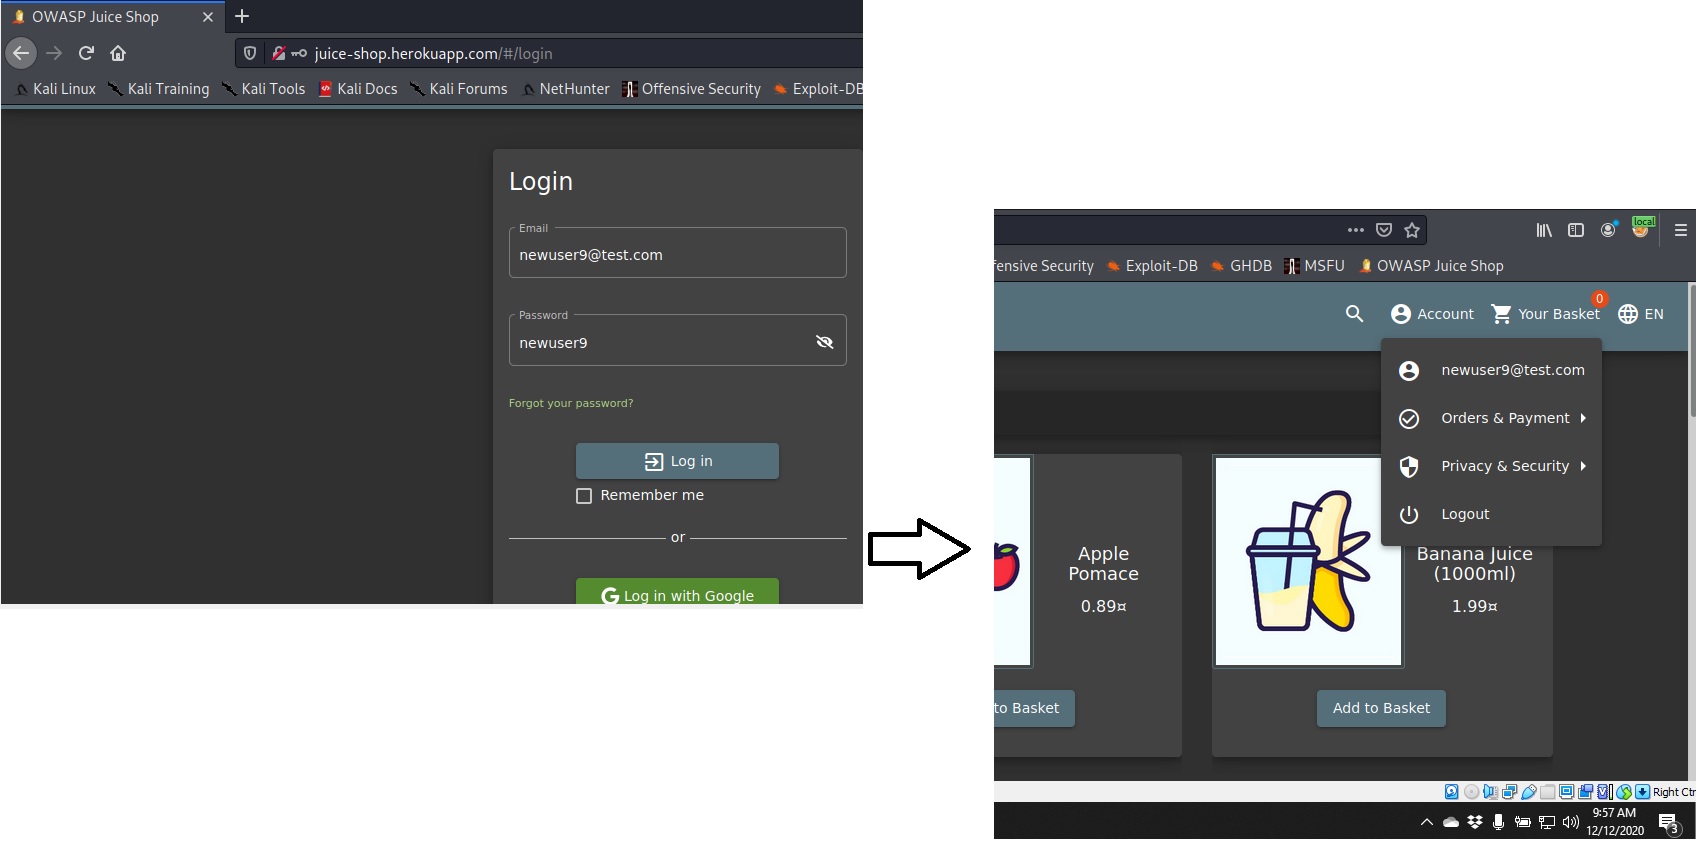 OWASP Juice Shop
juice-shop.herokuapp.com/#/login
Kali Linux Kali Training Kali Tools Kali Docs Kali Forums NetHunter Offensive Security Exploit-DB
Login
Email
newuser9@test.com
Password
newuser9
Forgot your password?
Log in
Remember me
or
G Log in with Google
local
fensive Security Exploit-DB GHDB MSFU OWASP Juice Shop
0
Account Your Basket EN
newuser9@test.com
Orders & Payment
Privacy & Security
Logout
Apple
Pomace
0.89¤
Banana Juice
(1000ml)
1.99¤
to Basket
Add to Basket
Right Ctr
9:57 AM
12/12/2020
3